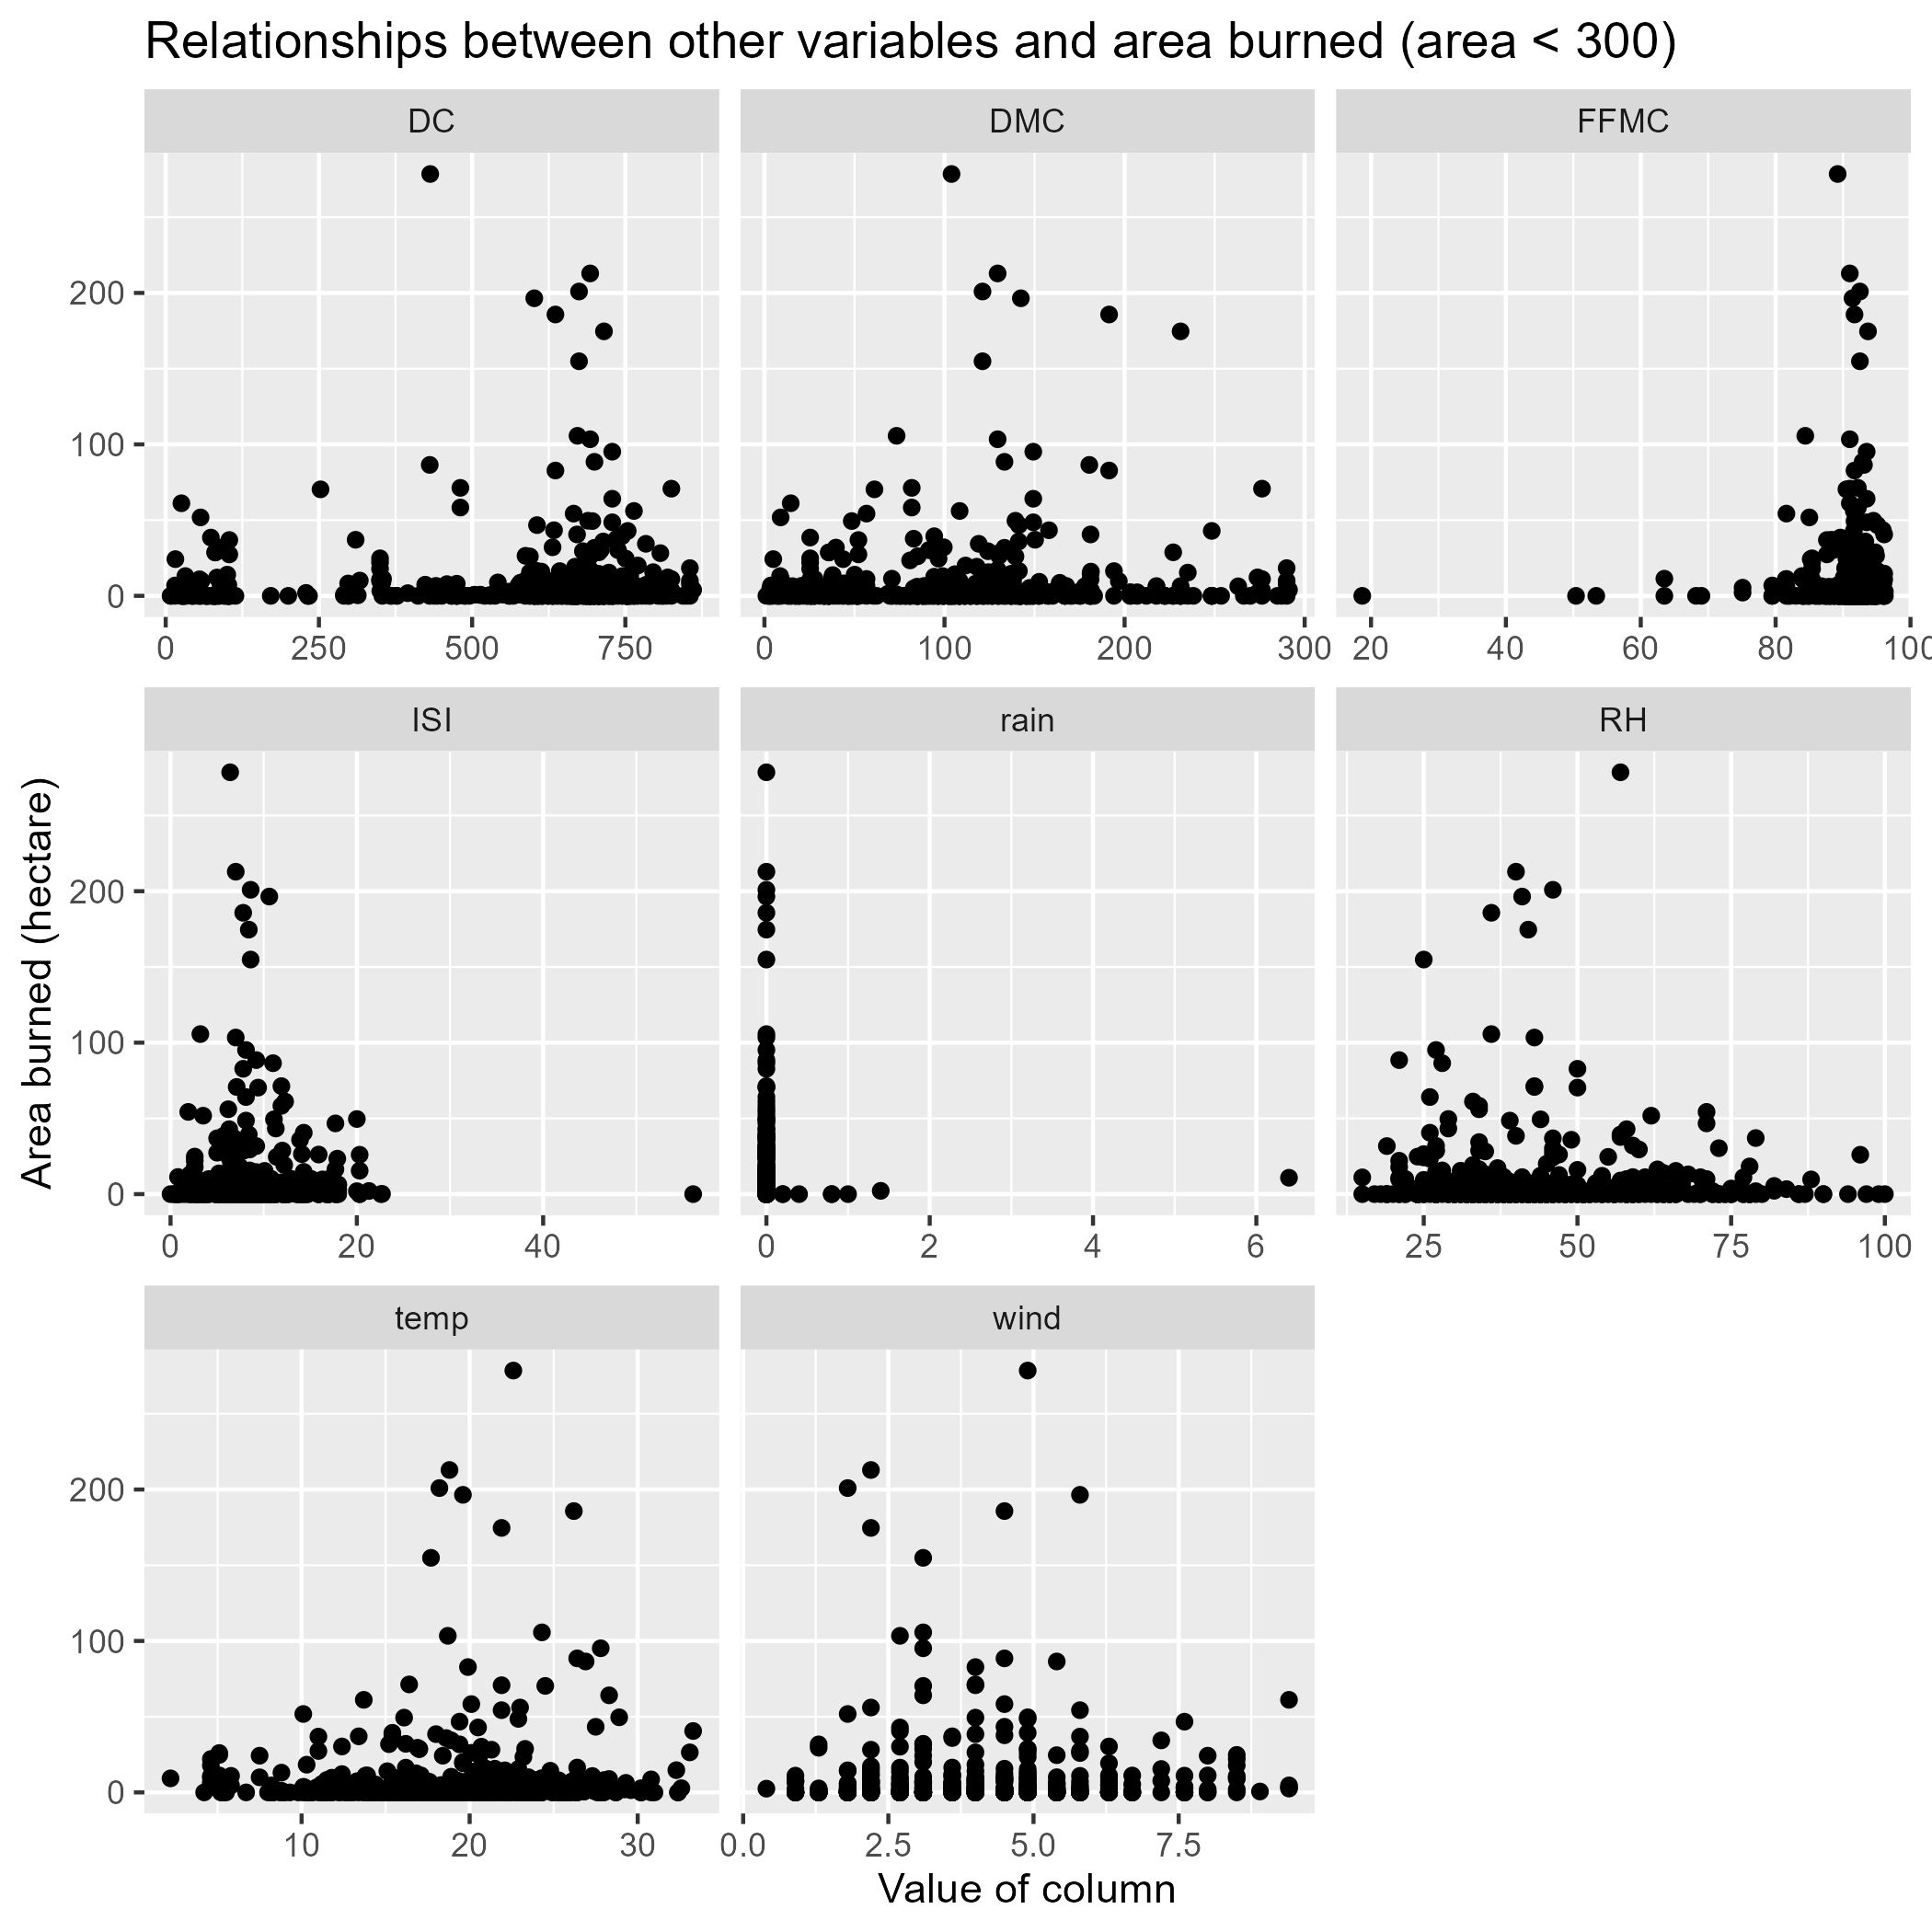 Relationships between other variables and area burned (area < 300)
DC DMC FFMC
200
100
0
0 250 500 750 0 100 200 300 20 40 60 80 100
ISI rain RH
Area burned (hectare)
200
100
0
0 20 40 0 2 4 6 25 50 75 100
temp wind
200
100
0
10 20 30 0.0 2.5 5.0 7.5
Value of column